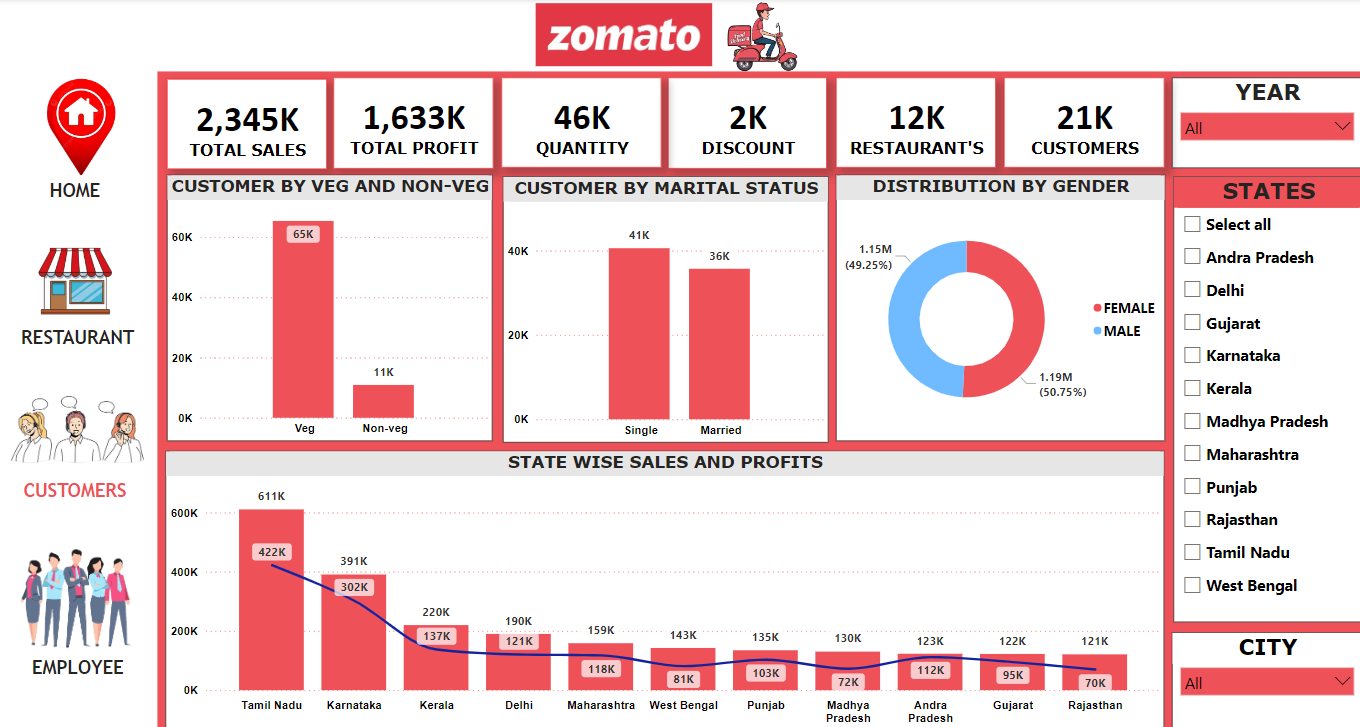 zomato
Food Delivery
HOME
RESTAURANT
CUSTOMERS
EMPLOYEE
2,345K
TOTAL SALES
1,633K
TOTAL PROFIT
46K
QUANTITY
2K
DISCOUNT
12K
RESTAURANT'S
21K
CUSTOMERS
YEAR
All
CUSTOMER BY VEG AND NON-VEG
60K
40K
20K
0K
65K
11K
Veg
Non-veg
CUSTOMER BY MARITAL STATUS
40K
20K
0K
41K
36K
Single
Married
DISTRIBUTION BY GENDER
1.15M
(49.25%)
1.19M
(50.75%)
FEMALE
MALE
STATES
Select all
Andra Pradesh
Delhi
Gujarat
Karnataka
Kerala
Madhya Pradesh
Maharashtra
Punjab
Rajasthan
Tamil Nadu
West Bengal
STATE WISE SALES AND PROFITS
600K
400K
200K
0K
611K
391K
220K
190K
159K
143K
135K
130K
123K
122K
121K
422K
302K
137K
121K
118K
81K
103K
72K
112K
95K
70K
Tamil Nadu
Karnataka
Kerala
Delhi
Maharashtra
West Bengal
Punjab
Madhya
Pradesh
Andra
Pradesh
Gujarat
Rajasthan
CITY
All